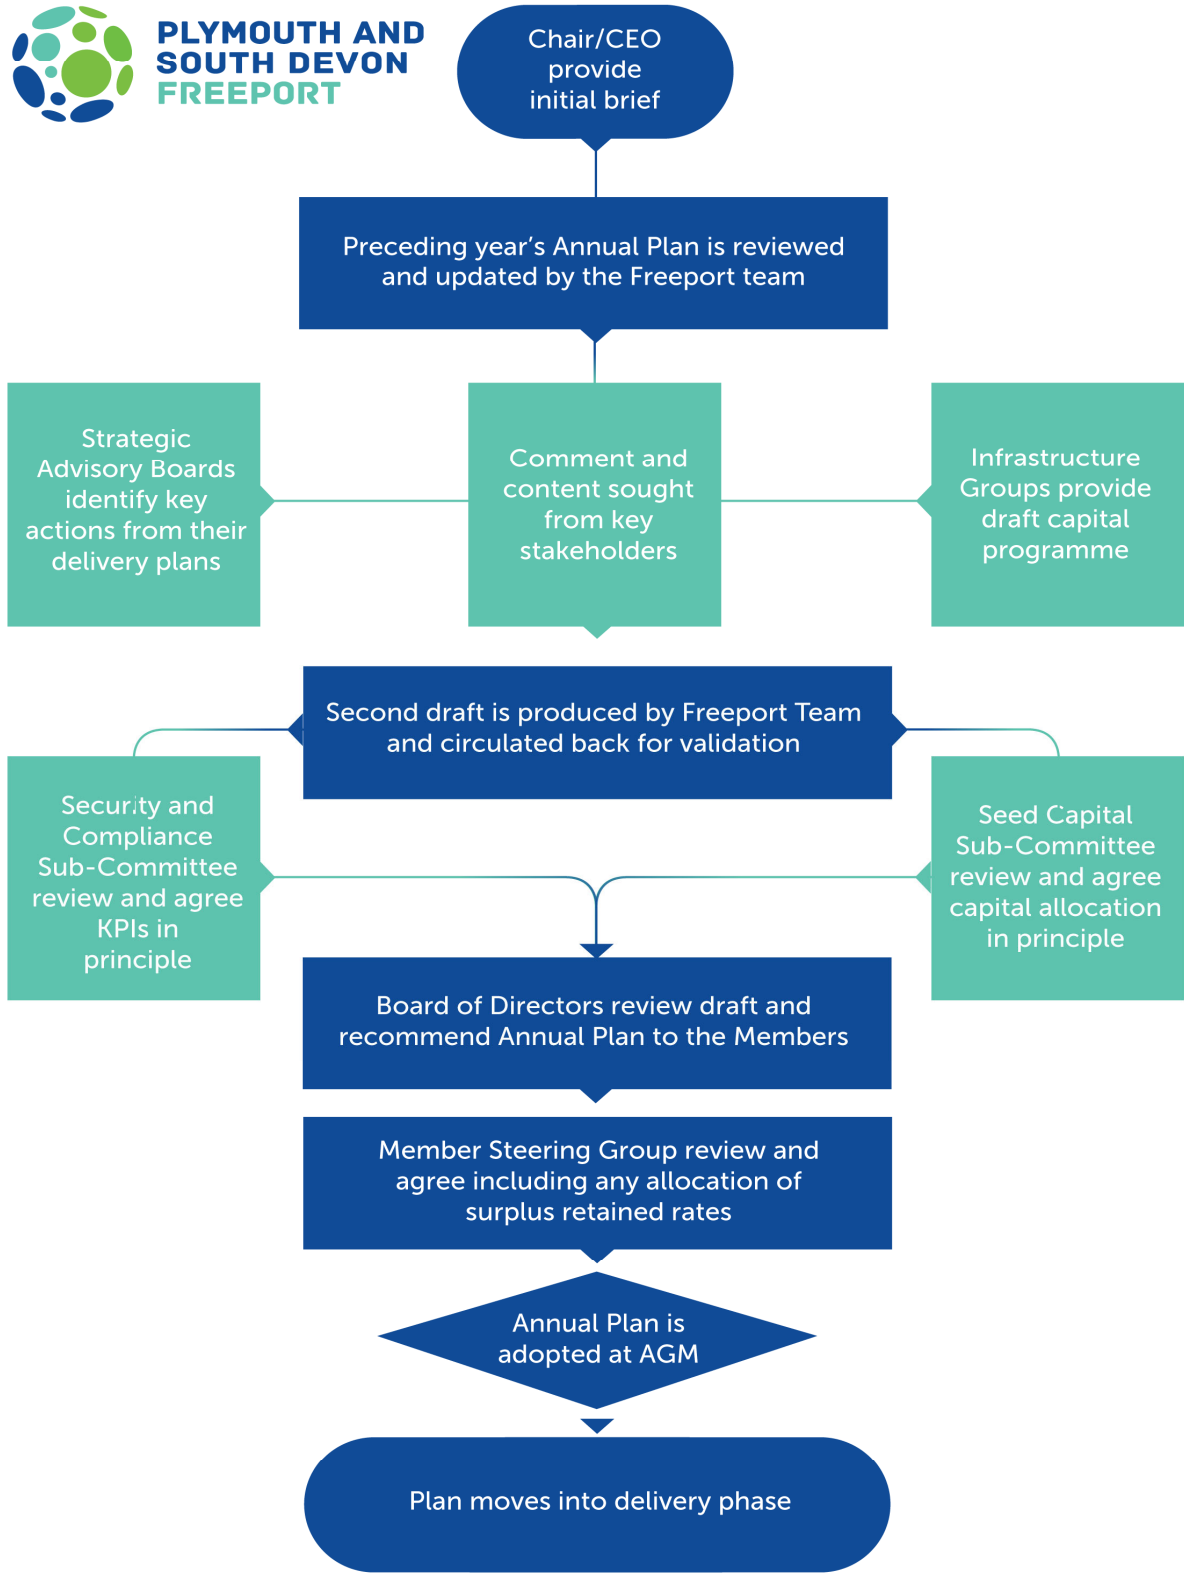 PLYMOUTH AND
SOUTH DEVON
FREEPORT
Chair/CEO
provide
initial brief
Preceding year’s Annual Plan is reviewed
and updated by the Freeport team
Strategic
Advisory Boards
identify key
actions from their
delivery plans
Comment and
content sought
from key
stakeholders
Infrastructure
Groups provide
draft capital
programme
Second draft is produced by Freeport Team
and circulated back for validation
Security and
Compliance
Sub-Committee
review and agree
KPIs in
principle
Seed Capital
Sub-Committee
review and agree
capital allocation
in principle
Board of Directors review draft and
recommend Annual Plan to the Members
Member Steering Group review and
agree including any allocation of
surplus retained rates
Annual Plan is
adopted at AGM
Plan moves into delivery phase